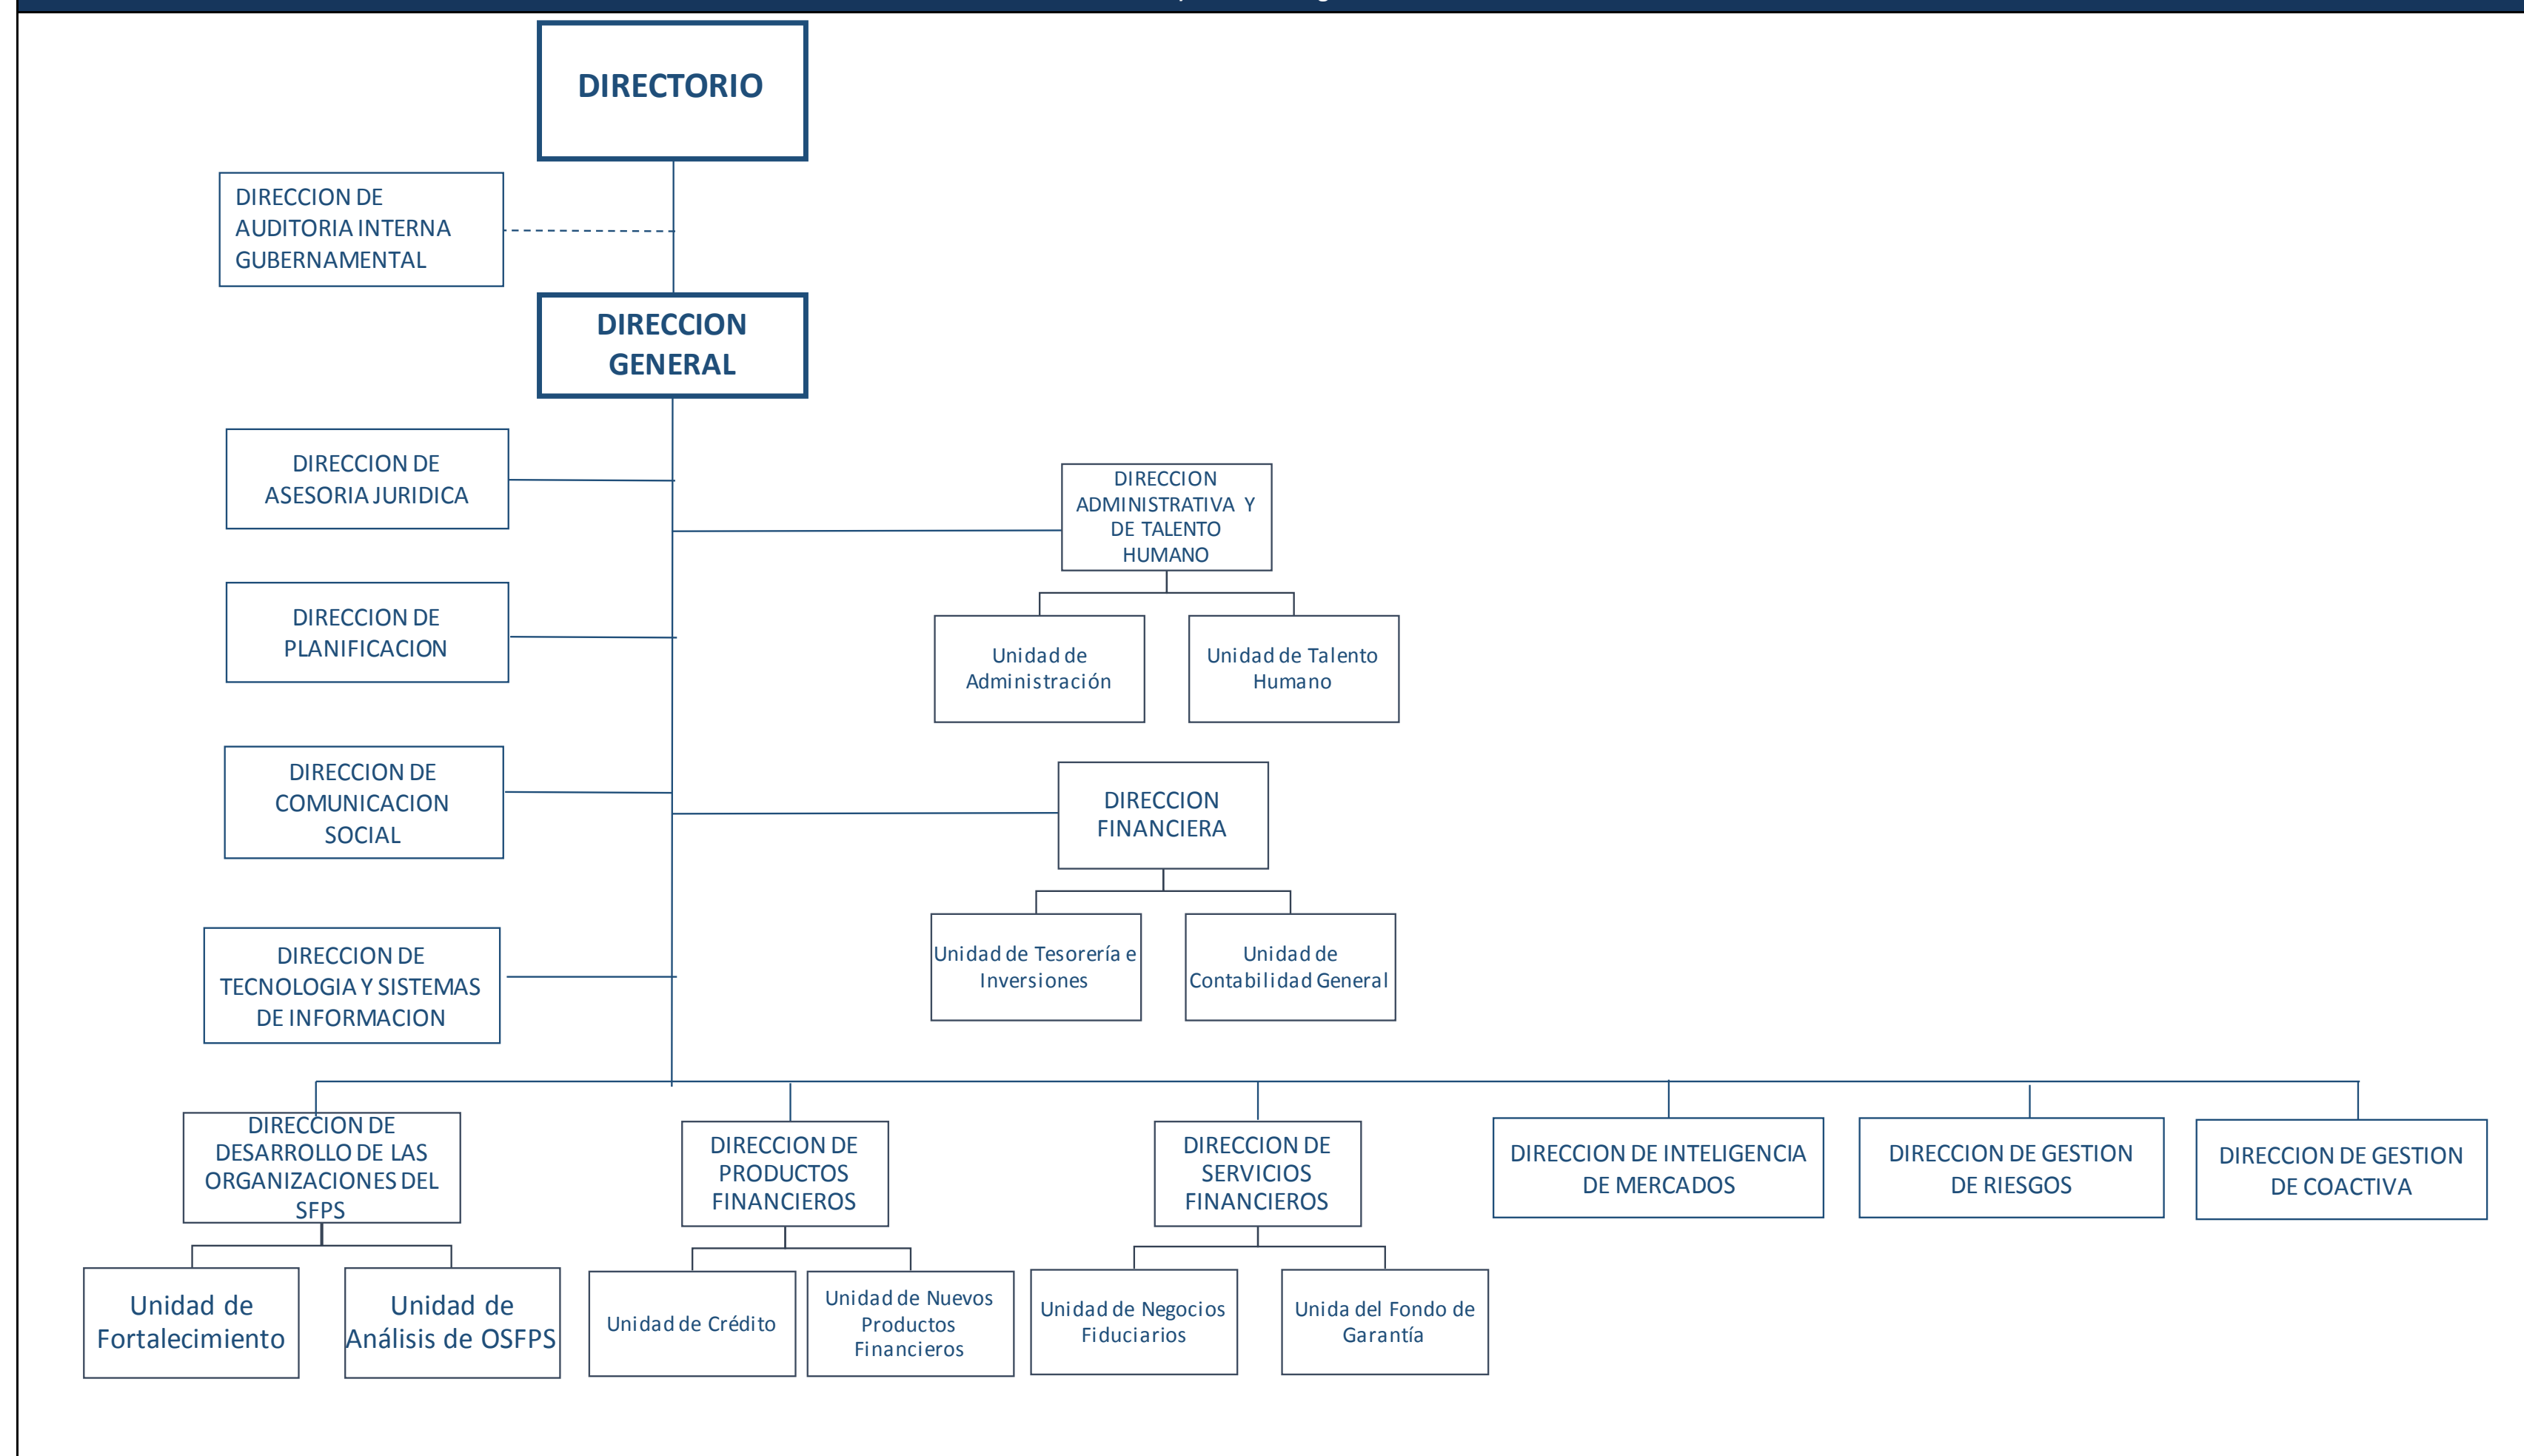 DIRECTORIO
DIRECCION DE
AUDITORIA INTERNA
GUBERNAMENTAL
DIRECCION
GENERAL
DIRECCION DE
ASESORIA JURIDICA
DIRECCION
ADMINISTRATIVA Y
DE TALENTO
HUMANO
DIRECCION DE
PLANIFICACION
Unidad de
Administración
Unidad de Talento
Humano
DIRECCION DE
COMUNICACION
SOCIAL
DIRECCION
FINANCIERA
DIRECCION DE
TECNOLOGIA Y SISTEMAS
DE INFORMACION
Unidad de Tesorería e
Inversiones
Unidad de
Contabilidad General
DIRECCION DE
DESARROLLO DE LAS
ORGANIZACIONES DEL
SFPS
DIRECCION DE
PRODUCTOS
FINANCIEROS
DIRECCION DE
SERVICIOS
FINANCIEROS
DIRECCION DE INTELIGENCIA
DE MERCADOS
DIRECCION DE GESTION
DE RIESGOS
DIRECCION DE GESTION
DE COACTIVA
Unidad de
Fortalecimiento
Unidad de
Análisis de OSFPS
Unidad de Crédito
Unidad de Nuevos
Productos
Financieros
Unidad de Negocios
Fiduciarios
Unida del Fondo de
Garantía